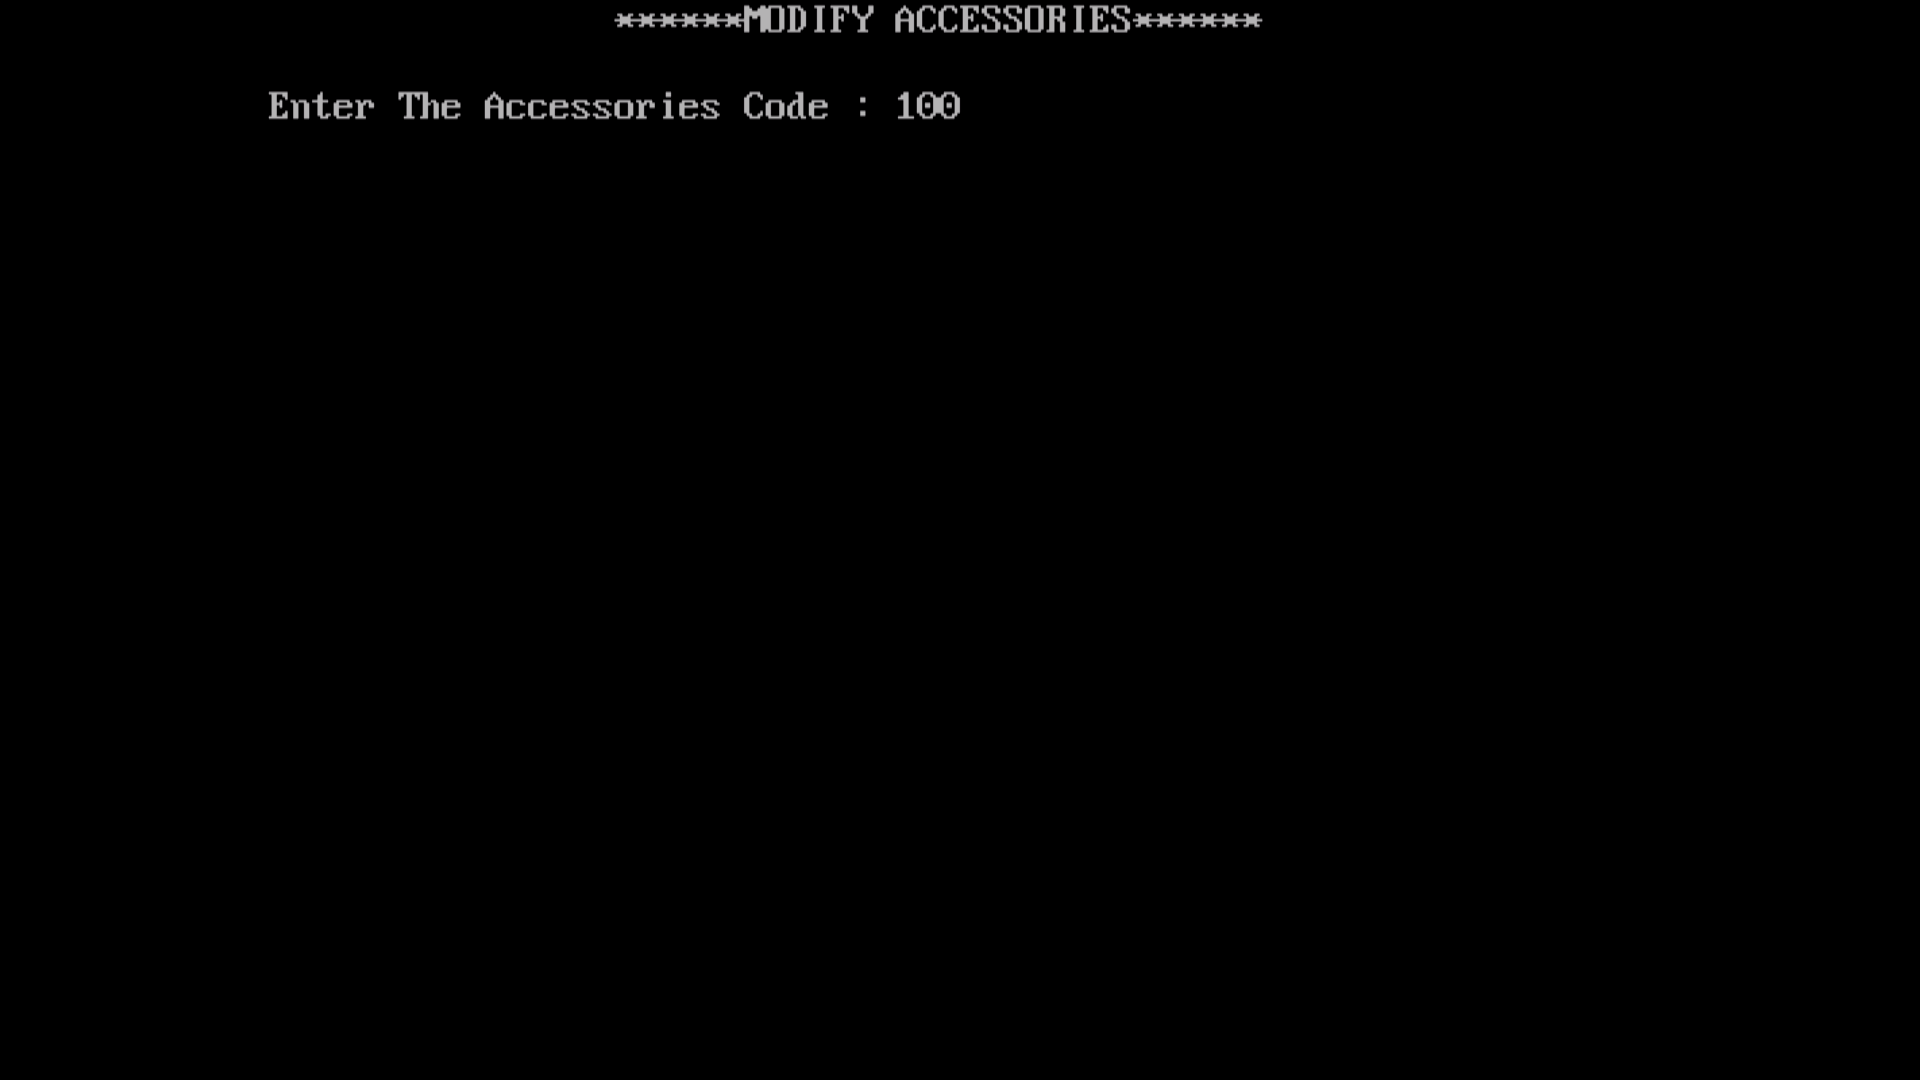 ******MODIFY ACCESSORIES******
Enter The Accessories Code : 100